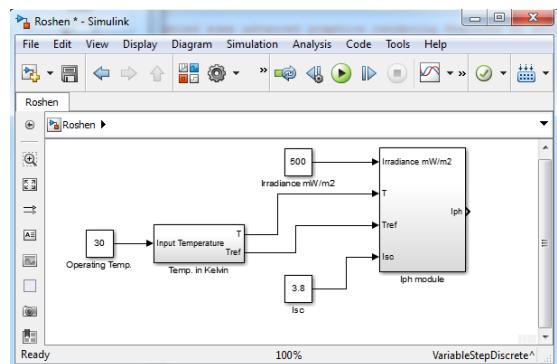 Roshen * - Simulink
File Edit View Display Diagram Simulation Analysis Code Tools Help
Roshen
Roshen
500
Irradiance mW/m2
30
Operating Temp.
Input Temperature
T
Tref
Temp. in Kelvin
3.8
Isc
Irradiance mW/m2
T
Tref
Isc
Iph
Iph module
Ready 100% VariableStepDiscrete^